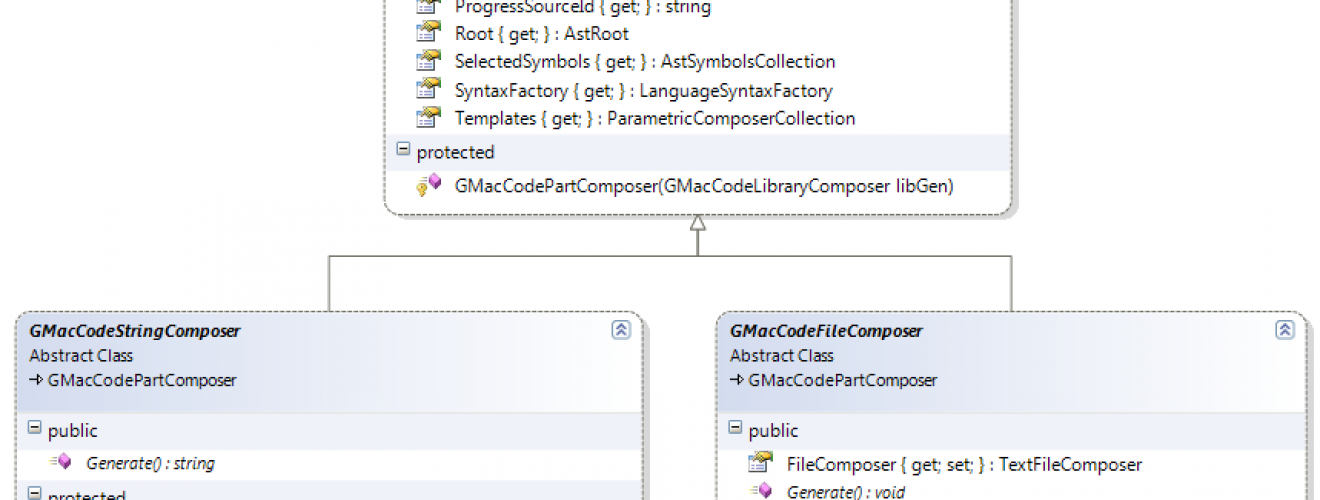 ProgressSourceId { get; } : string
Root { get; } : AstRoot
SelectedSymbols { get; } : AstSymbolsCollection
SyntaxFactory { get; } : LanguageSyntaxFactory
Templates { get; } : ParametricComposerCollection
protected
GMacCodePartComposer(GMacCodeLibraryComposer libGen)
GMacCodeStringComposer
Abstract Class
GMacCodePartComposer
public
Generate() : string
protected
GMacCodeFileComposer
Abstract Class
GMacCodePartComposer
public
FileComposer { get; set; } : TextFileComposer
Generate() : void